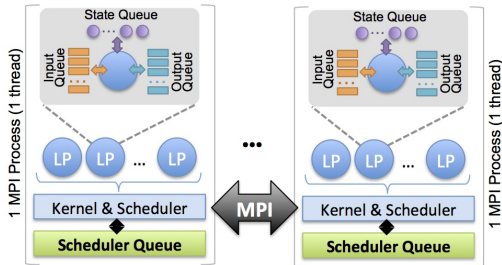 1 MPI Process (1 thread)
State Queue
...
Input
Queue
...
Output
Queue
...
LP
LP
...
LP
Kernel & Scheduler
Scheduler Queue
...
MPI
State Queue
...
Input
Queue
...
Output
Queue
...
LP
LP
...
LP
Kernel & Scheduler
Scheduler Queue
1 MPI Process (1 thread)